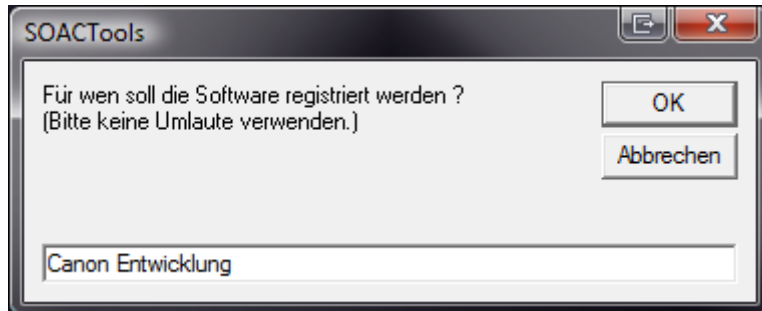 SOACTools
Für wen soll die Software registriert werden ?
(Bitte keine Umlaute verwenden.)
OK
Abbrechen
Canon Entwicklung